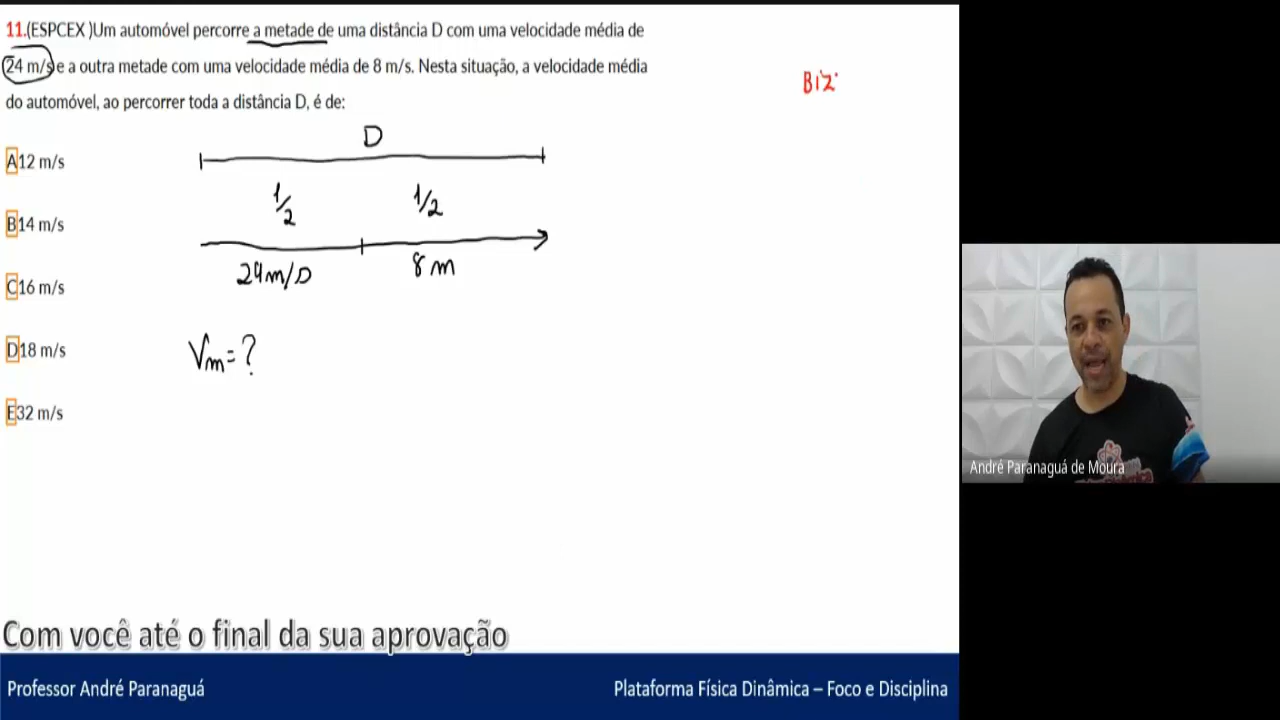 11.(ESPCEX )Um automóvel percorre a metade de uma distância D com uma velocidade média de
24 m/s e a outra metade com uma velocidade média de 8 m/s. Nesta situação, a velocidade média
do automóvel, ao percorrer toda a distância D, é de:
BIZ
D
A12 m/s
1/2 1/2
B14 m/s
24m/s 8m
C16 m/s
Vm=?
D18 m/s
E32 m/s
André Paranaguá de Moura
Com você até o final da sua aprovação
Professor André Paranaguá
Plataforma Física Dinâmica – Foco e Disciplina